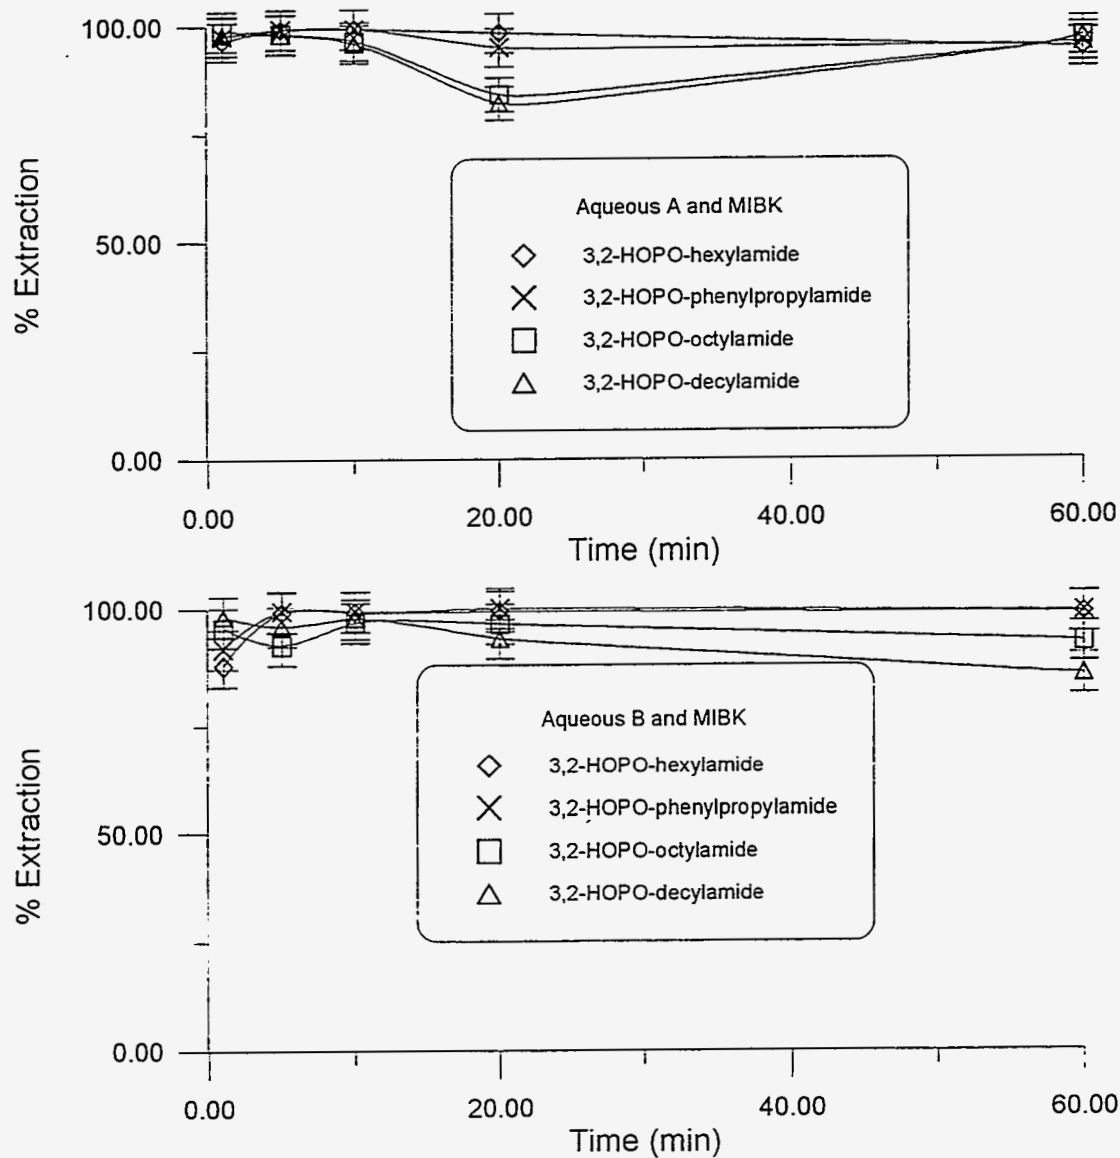 100.00
% Extraction
50.00
0.00
Aqueous A and MIBK
3,2-HOPO-hexylamide
3,2-HOPO-phenylpropylamide
3,2-HOPO-octylamide
3,2-HOPO-decylamide
0.00 20.00 40.00 60.00
Time (min)
100.00
% Extraction
50.00
0.00
Aqueous B and MIBK
3,2-HOPO-hexylamide
3,2-HOPO-phenylpropylamide
3,2-HOPO-octylamide
3,2-HOPO-decylamide
0.00 20.00 40.00 60.00
Time (min)